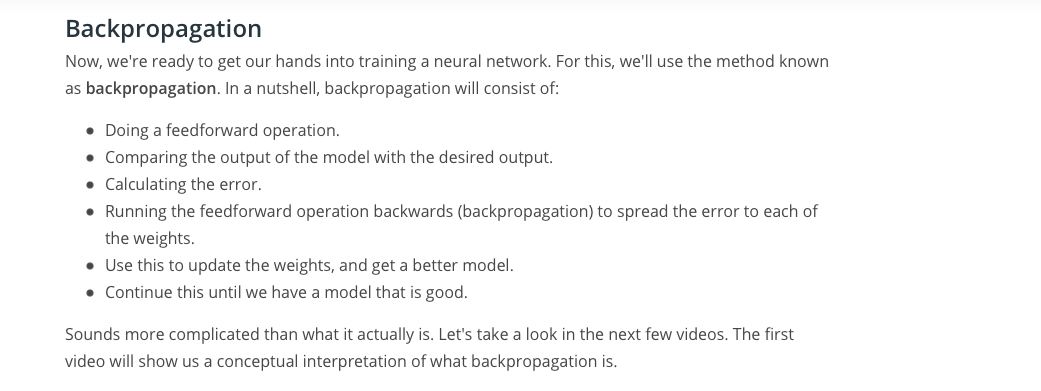 Backpropagation
Now, we're ready to get our hands into training a neural network. For this, we'll use the method known
as backpropagation. In a nutshell, backpropagation will consist of:
• Doing a feedforward operation.
• Comparing the output of the model with the desired output.
• Calculating the error.
• Running the feedforward operation backwards (backpropagation) to spread the error to each of
the weights.
• Use this to update the weights, and get a better model.
• Continue this until we have a model that is good.
Sounds more complicated than what it actually is. Let's take a look in the next few videos. The first
video will show us a conceptual interpretation of what backpropagation is.